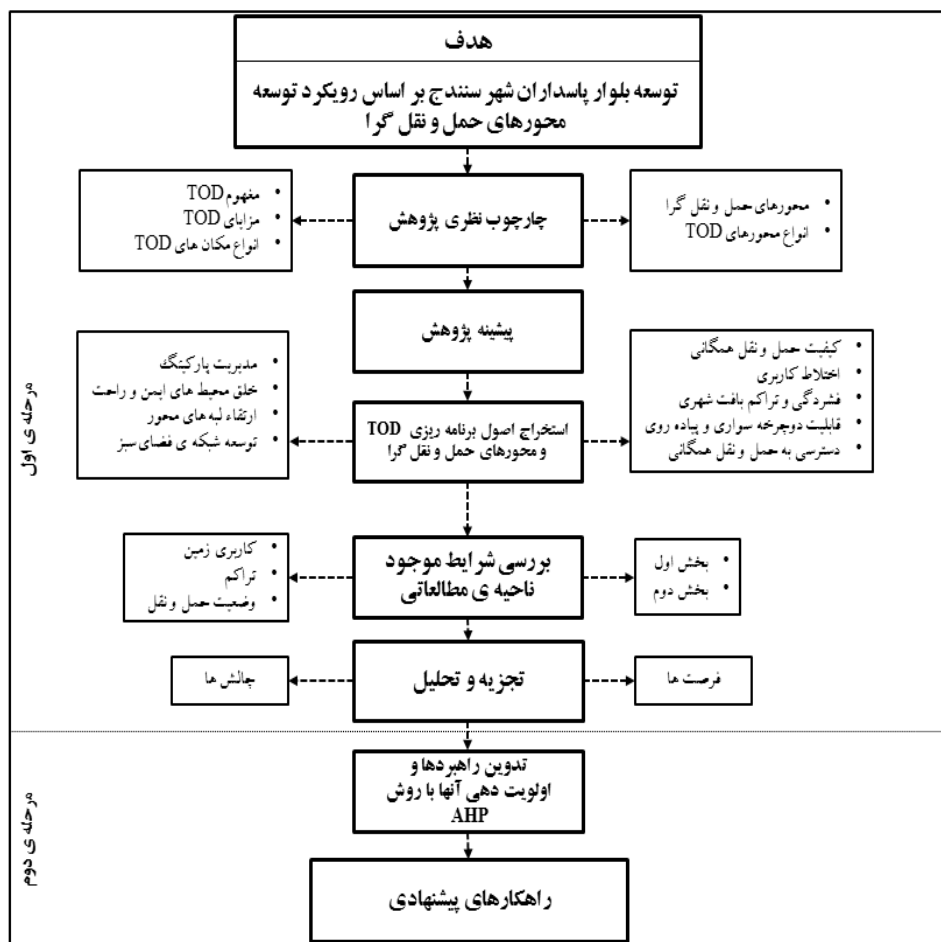 هدف
توسعه بلوار پاسداران شهر سنندج بر اساس رویکرد توسعه
محورهای حمل و نقل گرا
مرحله ی اول
• محورهای حمل و نقل گرا
• انواع محورهای TOD
چارچوب نظری پژوهش
• مفهوم TOD
• مزایای TOD
• انواع مکان های TOD
پیشینه پژوهش
• کیفیت حمل و نقل همگانی
• اختلاط کاربری
• فشردگی و تراکم بافت شهری
• قابلیت دوچرخه سواری و پیاده روی
• دسترسی به حمل و نقل همگانی
استخراج اصول برنامه ریزی TOD
و محورهای حمل و نقل گرا
• مدیریت پارکینگ
• خلق محیط های ایمن و راحت
• ارتقاء لبه های محور
• توسعه شبکه ی فضای سبز
• بخش اول
• بخش دوم
بررسی شرایط موجود
ناحیه ی مطالعاتی
• کاربری زمین
• تراکم
• وضعیت حمل و نقل
فرصت ها
تجزیه و تحلیل
چالش ها
مرحله ی دوم
تدوین راهبردها و
اولویت دهی آنها با روش
AHP
راهکارهای پیشنهادی